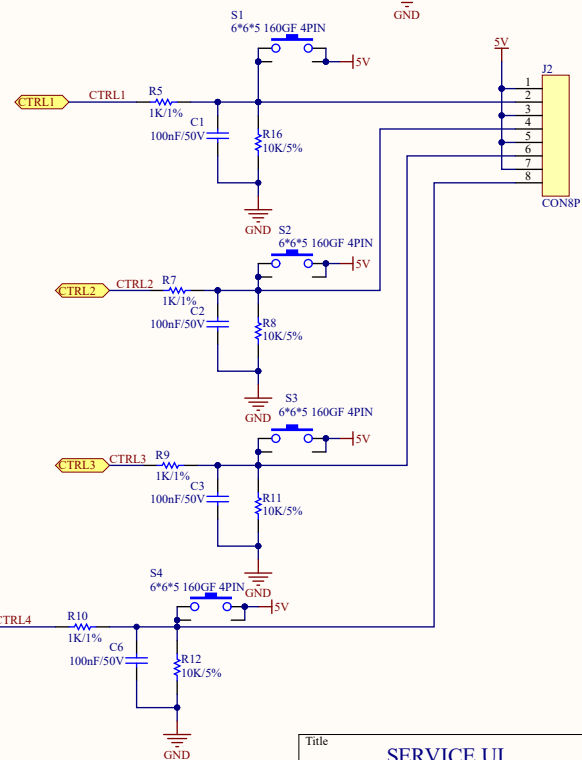 GND
S1
6*6*5 160GF 4PIN
5V
5V
J2
CTRL1
CTRL1
R5
1K/1%
C1
100nF/50V
R16
10K/5%
1
2
3
4
5
6
7
8
CON8P
GND
S2
6*6*5 160GF 4PIN
5V
CTRL2
CTRL2
R7
1K/1%
C2
100nF/50V
R8
10K/5%
GND
S3
6*6*5 160GF 4PIN
5V
CTRL3
CTRL3
R9
1K/1%
C3
100nF/50V
R11
10K/5%
GND
S4
6*6*5 160GF 4PIN
5V
CTRL4
R10
1K/1%
C6
100nF/50V
R12
10K/5%
GND
Title
SERVICE UI